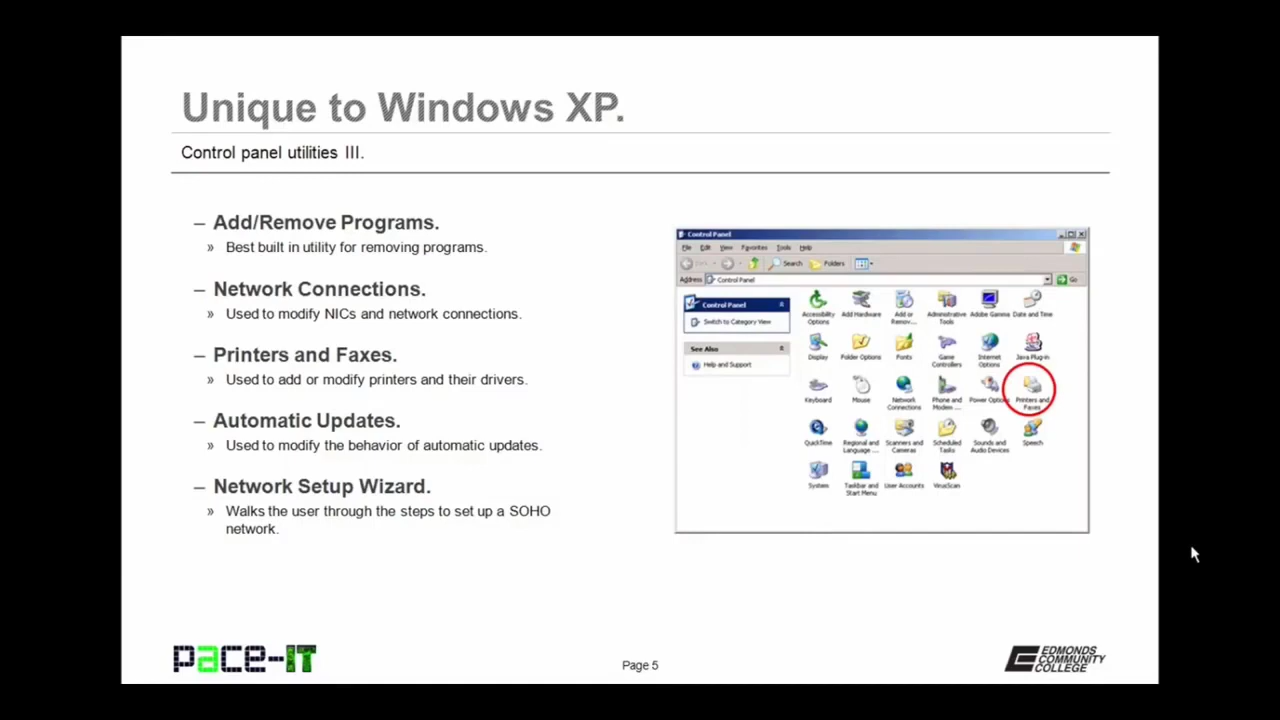 Unique to Windows XP.
Control panel utilities III.
– Add/Remove Programs.
» Best built in utility for removing programs.
– Network Connections.
» Used to modify NICs and network connections.
– Printers and Faxes.
» Used to add or modify printers and their drivers.
– Automatic Updates.
» Used to modify the behavior of automatic updates.
– Network Setup Wizard.
» Walks the user through the steps to set up a SOHO
network.
Control Panel
File Edit View Favorites Tools Help
Search Folders
Address Control Panel Go
Control Panel
Switch to Category View
See Also
Help and Support
Accessibility Options
Add Hardware
Add or Remov...
Administrative Tools
Adobe Gamma
Date and Time
Display
Folder Options
Fonts
Game Controllers
Internet Options
Java Plug-in
Keyboard
Mouse
Network Connections
Phone and Modem ...
Power Options
Printers and Faxes
QuickTime
Regional and Language ...
Scanners and Cameras
Scheduled Tasks
Sounds and Audio Devices
Speech
System
Taskbar and Start Menu
User Accounts
VirusScan
pace-IT
Page 5
EDMONDS
COMMUNITY
COLLEGE